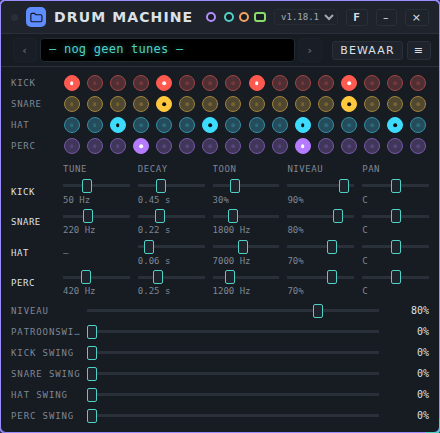 DRUM MACHINE v1.18.1 F – ×
‹ — nog geen tunes — › BEWAAR ≡
KICK
SNARE
HAT
PERC
TUNE DECAY TOON NIVEAU PAN
KICK
50 Hz 0.45 s 30% 90% C
SNARE
220 Hz 0.22 s 1800 Hz 80% C
HAT –
0.06 s 7000 Hz 70% C
PERC
420 Hz 0.25 s 1200 Hz 70% C
NIVEAU 80%
PATROONSWI… 0%
KICK SWING 0%
SNARE SWING 0%
HAT SWING 0%
PERC SWING 0%